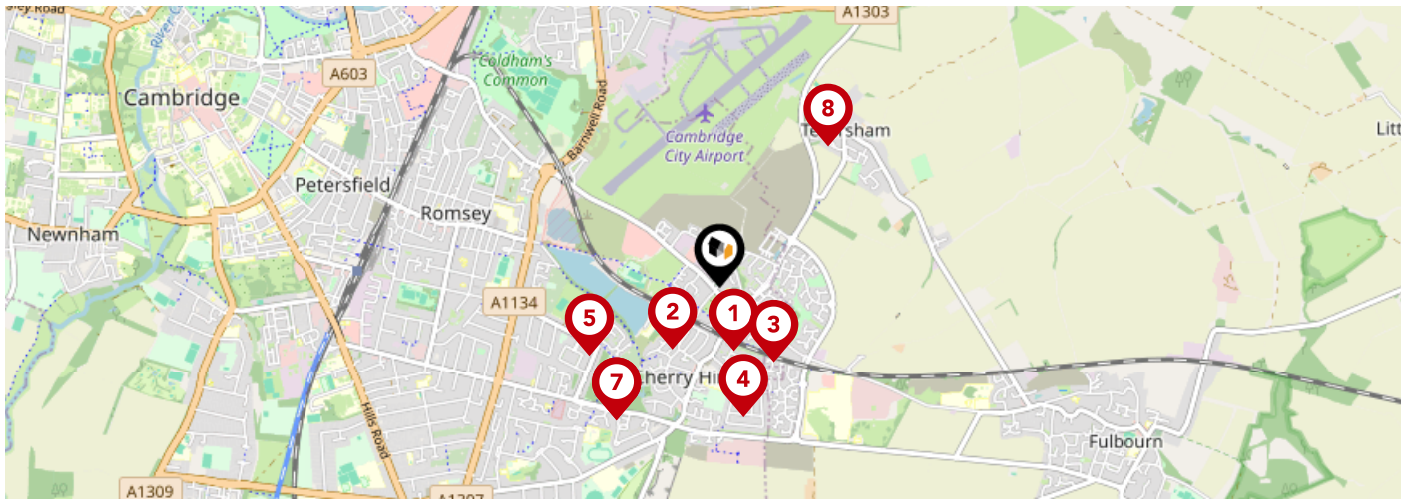 A1303
River C
Coldham's
Common
A603
Cambridge
Barnwell Road
8
Cambridge
City Airport
Petersfield
Romsey
Newnham
A1134
5
2
1
3
7
4
Hills Road
Fulbourn
A1309